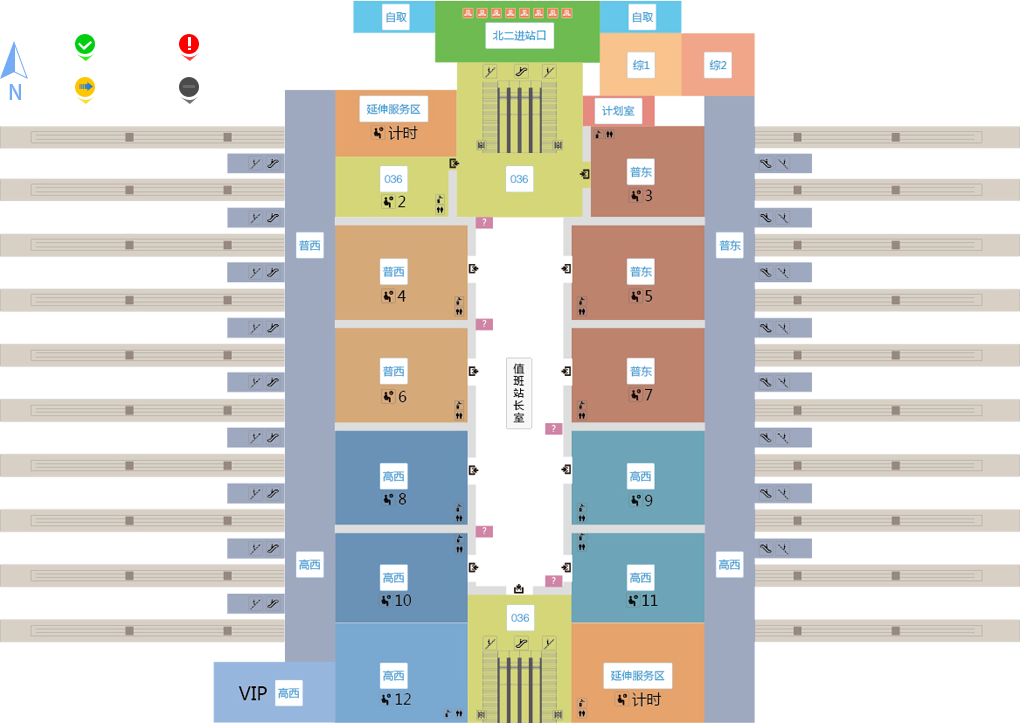 自取
北二进站口
自取
综1
综2
N
延伸服务区
计时
计划室
036
2
036
普东
3
?
普西
普西
4
普东
5
普东
?
普西
6
值班站长室
普东
7
?
高西
8
高西
9
?
高西
高西
10
?
高西
11
高西
036
VIP
高西
高西
12
延伸服务区
计时